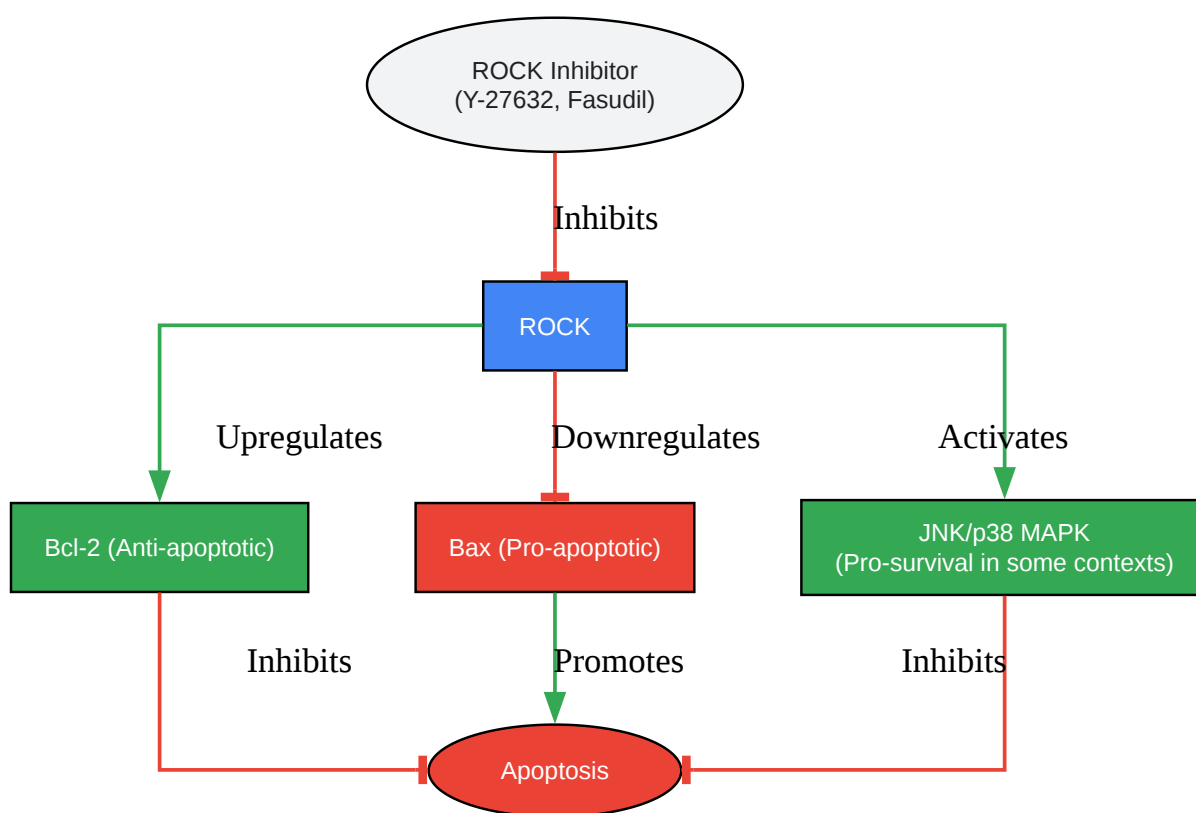 ROCK Inhibitor
(Y-27632, Fasudil)
Inhibits
ROCK
Upregulates
Downregulates
Activates
Bcl-2 (Anti-apoptotic)
Bax (Pro-apoptotic)
JNK/p38 MAPK
(Pro-survival in some contexts)
Inhibits
Promotes
Inhibits
Apoptosis